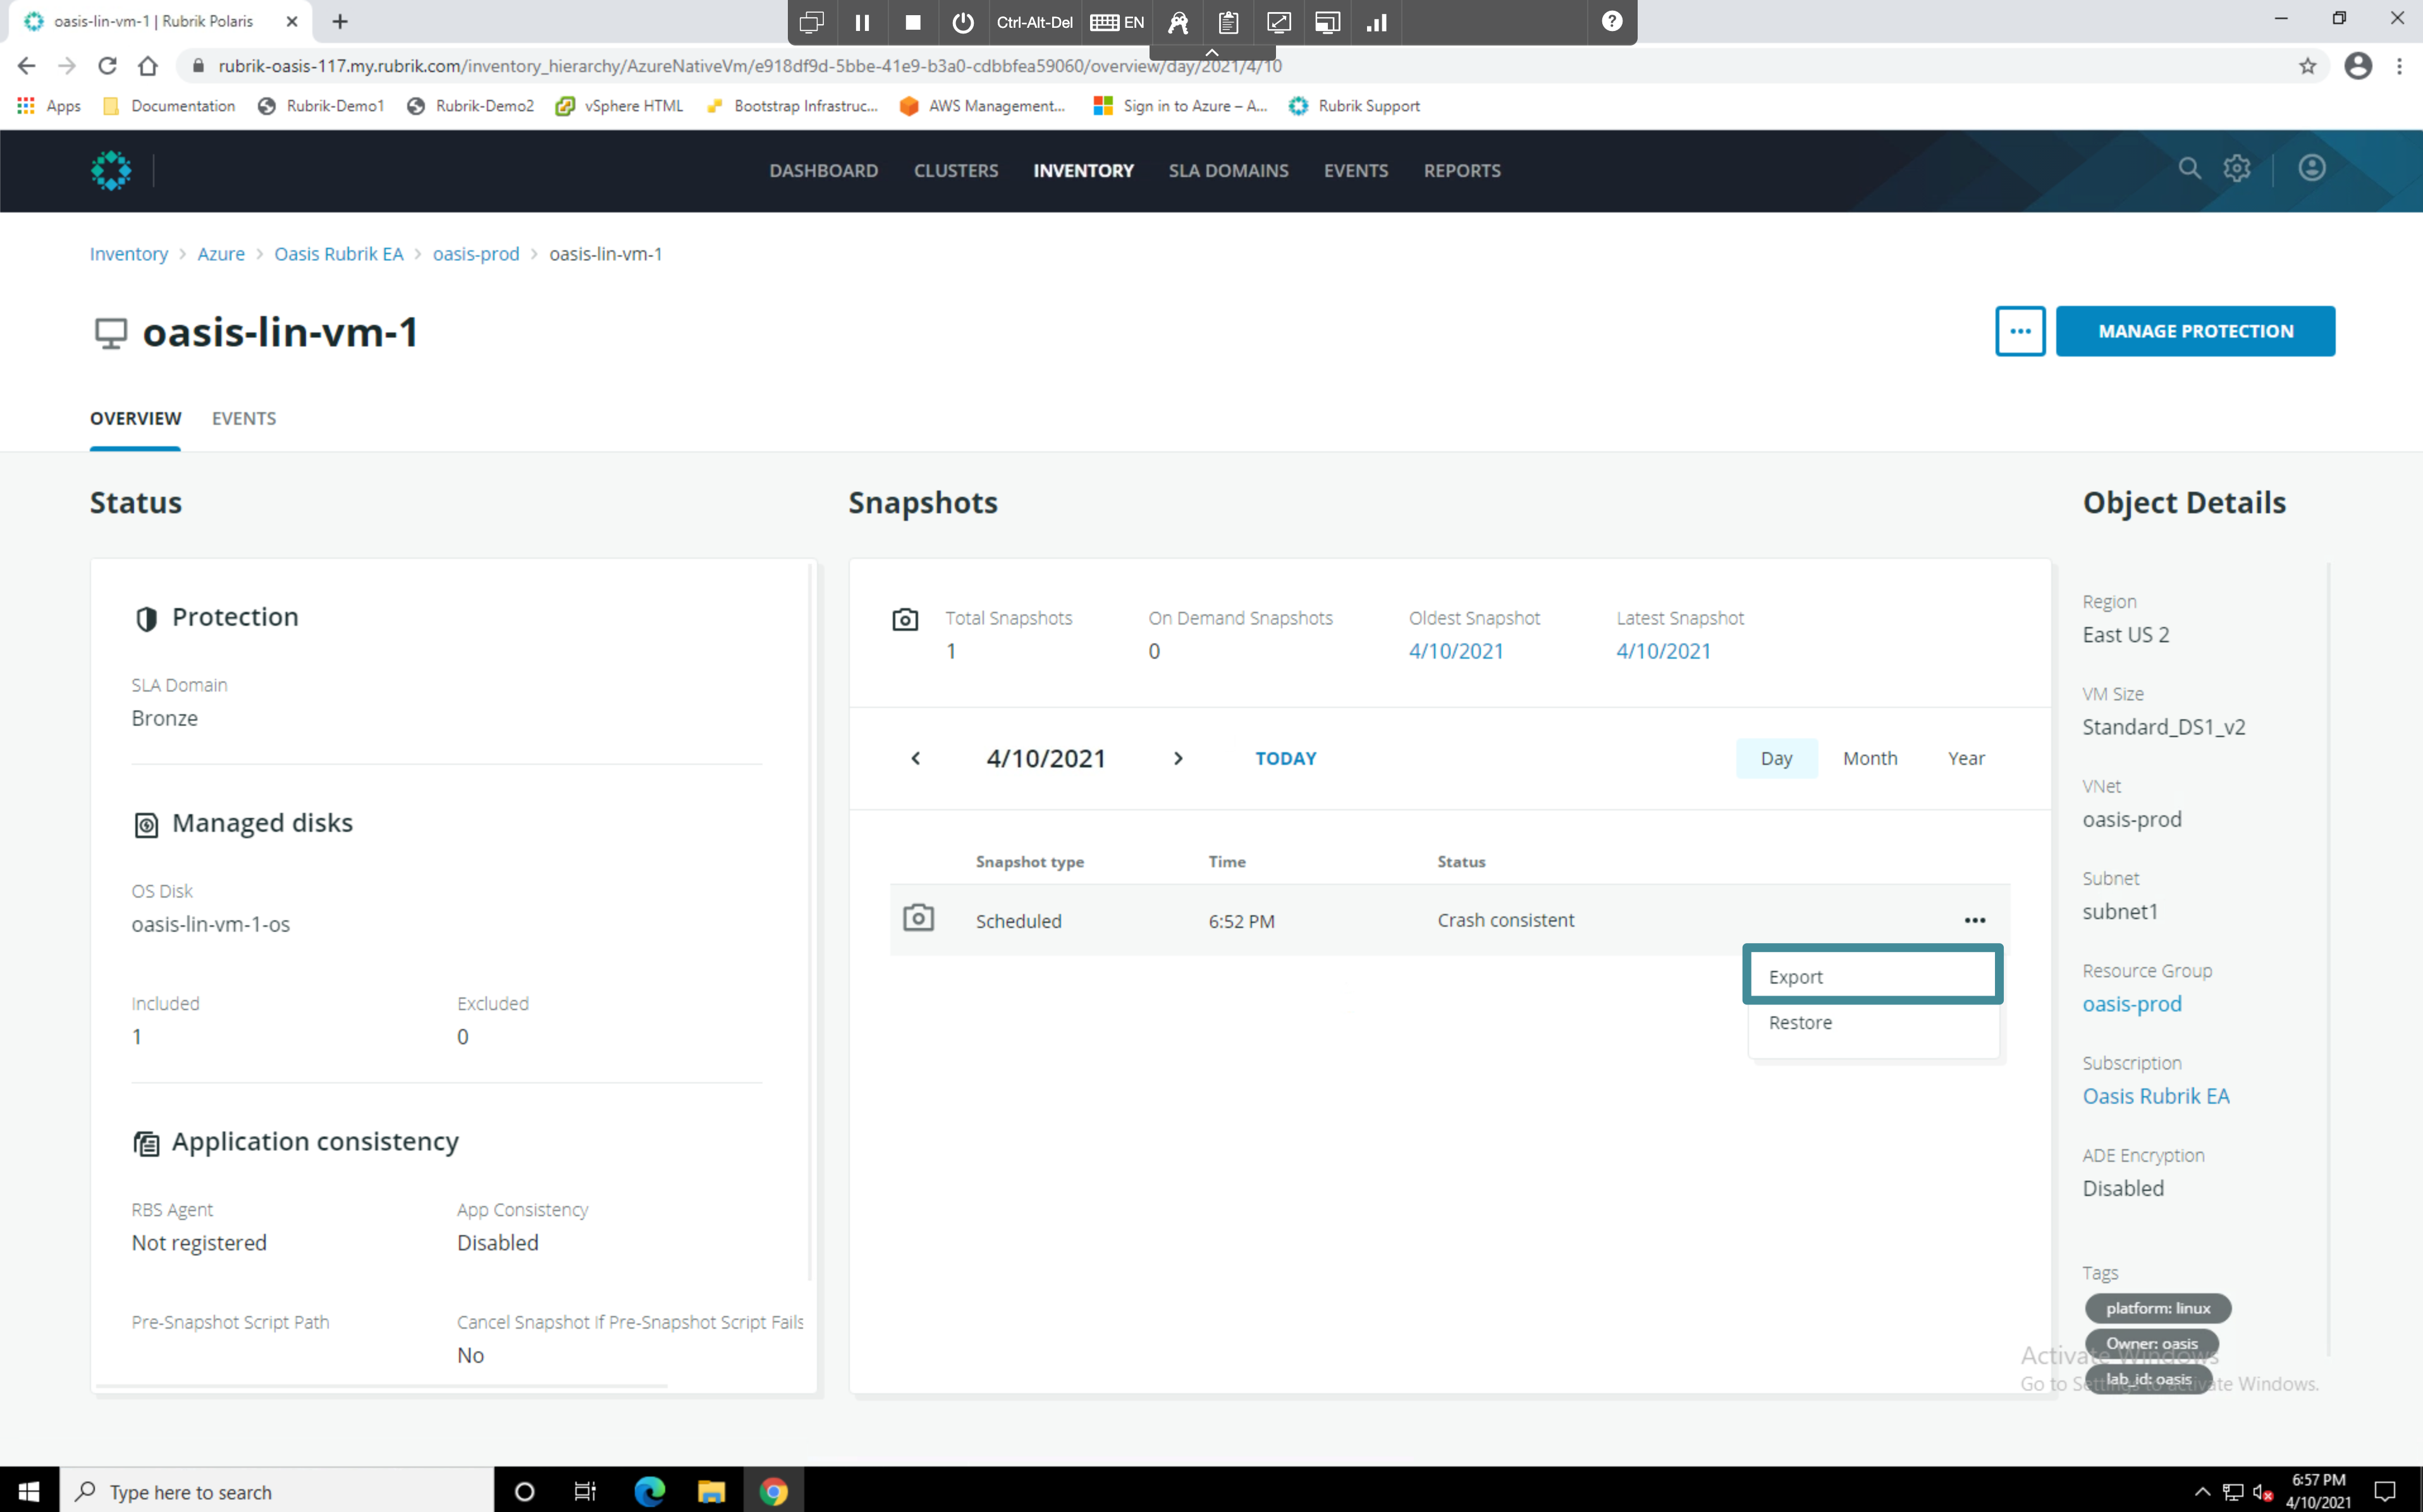 oasis-lin-vm-1 | Rubrik Polaris
Ctrl-Alt-Del
EN
rubrik-oasis-117.my.rubrik.com/inventory_hierarchy/AzureNativeVm/e918df9d-5bbe-41e9-b3a0-cdbbfea59060/overview/day/2021/4/10
Apps
Documentation
Rubrik-Demo1
Rubrik-Demo2
vSphere HTML
Bootstrap Infrastruc...
AWS Management...
Sign in to Azure – A...
Rubrik Support
DASHBOARD
CLUSTERS
INVENTORY
SLA DOMAINS
EVENTS
REPORTS
Inventory > Azure > Oasis Rubrik EA > oasis-prod > oasis-lin-vm-1
oasis-lin-vm-1
MANAGE PROTECTION
OVERVIEW
EVENTS
Status
Protection
SLA Domain
Bronze
Managed disks
OS Disk
oasis-lin-vm-1-os
Included
Excluded
1
0
Application consistency
RBS Agent
App Consistency
Not registered
Disabled
Pre-Snapshot Script Path
Cancel Snapshot If Pre-Snapshot Script Fails
No
Snapshots
Total Snapshots
On Demand Snapshots
Oldest Snapshot
Latest Snapshot
1
0
4/10/2021
4/10/2021
4/10/2021
TODAY
Day
Month
Year
Snapshot type
Time
Status
Scheduled
6:52 PM
Crash consistent
Export
Restore
Object Details
Region
East US 2
VM Size
Standard_DS1_v2
VNet
oasis-prod
Subnet
subnet1
Resource Group
oasis-prod
Subscription
Oasis Rubrik EA
ADE Encryption
Disabled
Tags
platform: linux
Owner: oasis
lab_id: oasis
Activate Windows
Go to Settings to activate Windows.
Type here to search
6:57 PM
4/10/2021